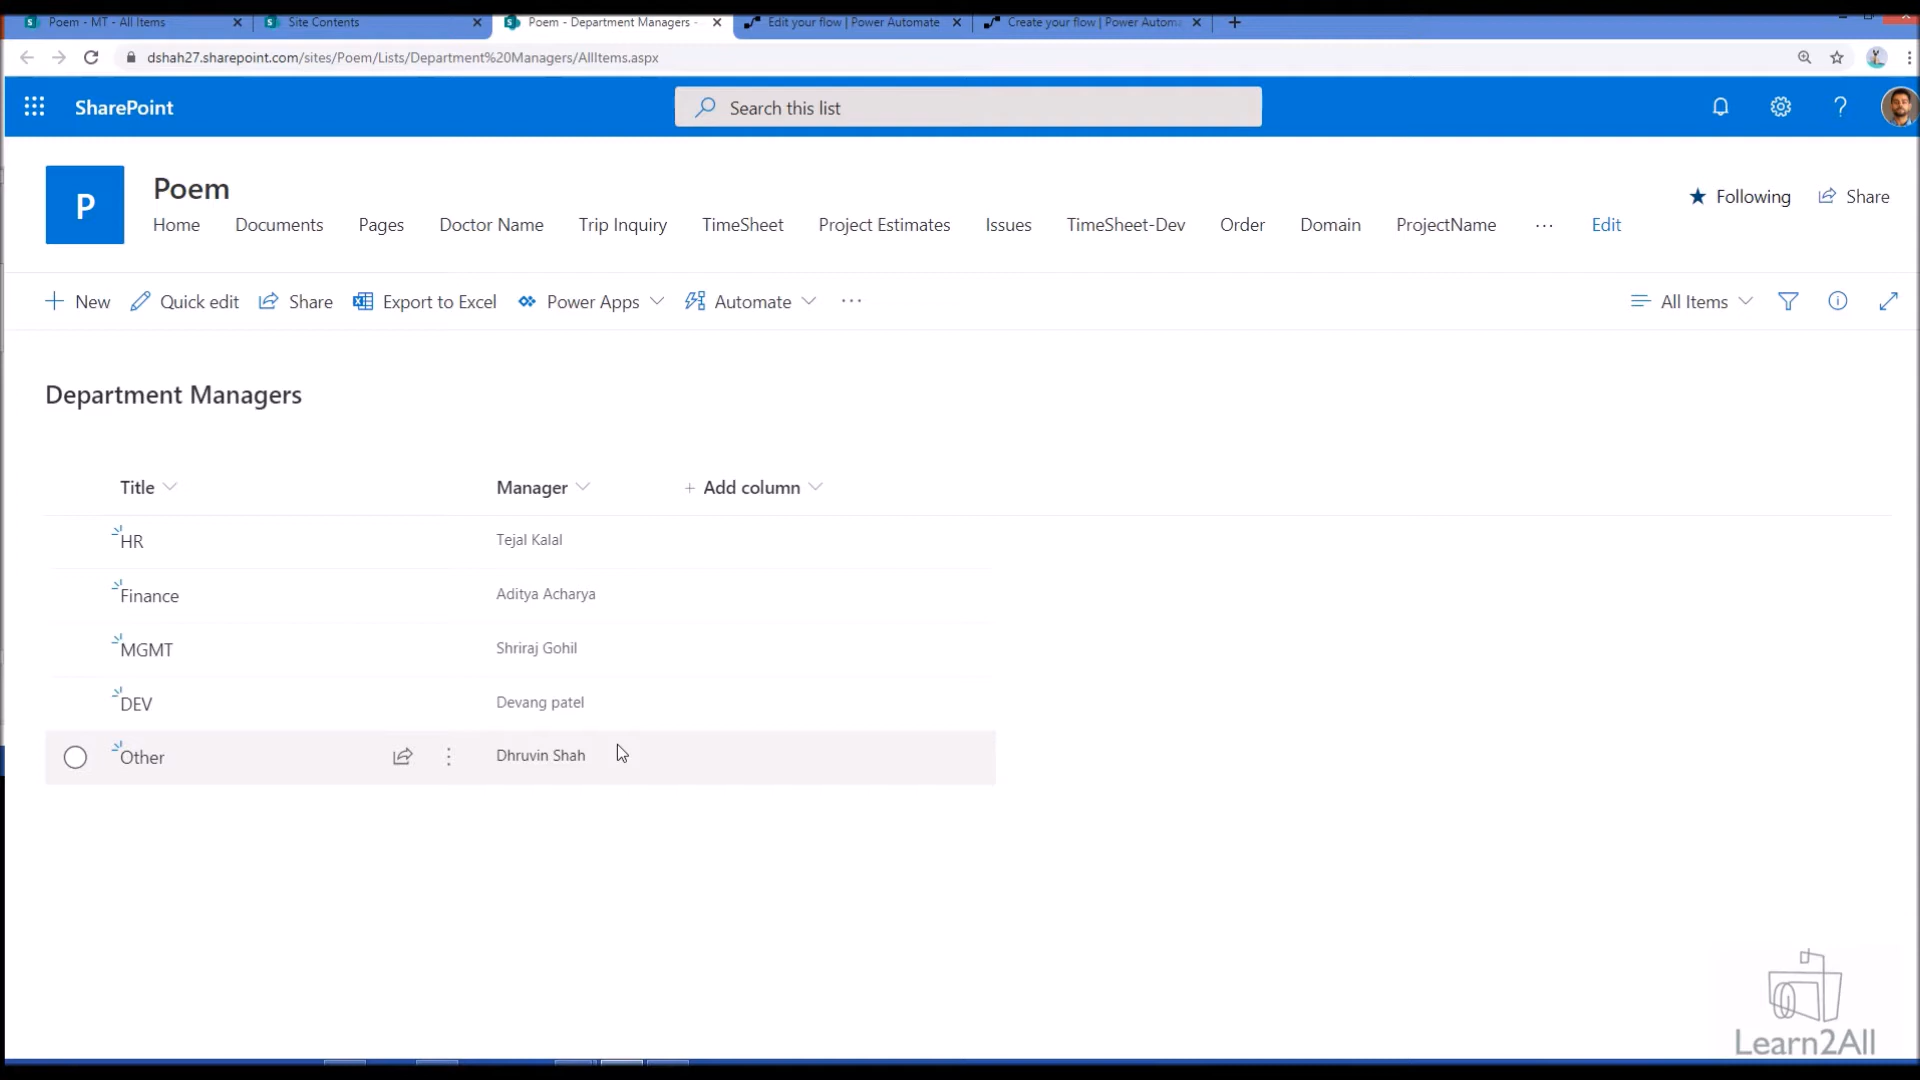 Poem - MT - All Items Site Contents Poem - Department Managers - Edit your flow | Power Automate Create your flow | Power Autom
dshah27.sharepoint.com/sites/Poem/Lists/Department%20Managers/AllItems.aspx
SharePoint Search this list
P Poem
Following Share
Home Documents Pages Doctor Name Trip Inquiry TimeSheet Project Estimates Issues TimeSheet-Dev Order Domain ProjectName ... Edit
New Quick edit Share Export to Excel Power Apps Automate ... All Items
Department Managers
Title Manager + Add column
HR Tejal Kalal
Finance Aditya Acharya
MGMT Shriraj Gohil
DEV Devang patel
Other Dhruvin Shah
Learn2All